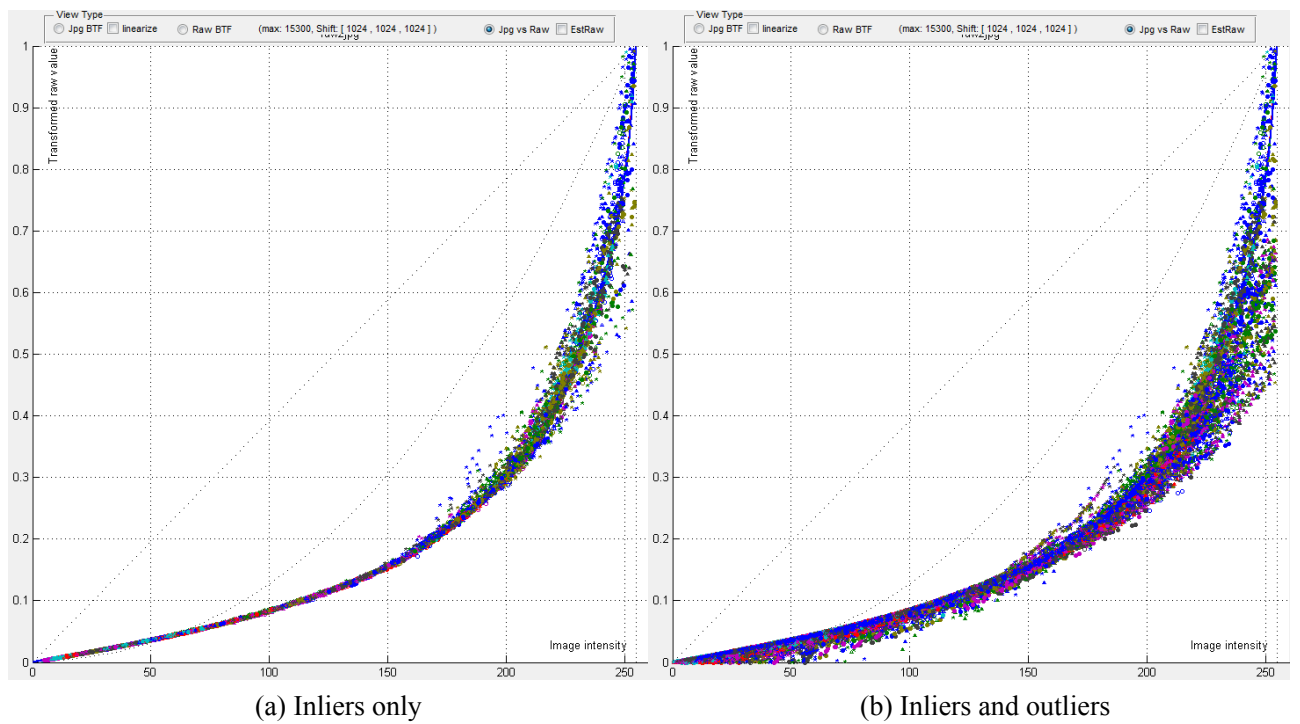 View Type
Jpg BTF linearize Raw BTF (max: 15300, Shift: [ 1024 , 1024 , 1024 ] ) Jpg vs Raw EstRaw
1
0.9
0.8
0.7
0.6
0.5
0.4
0.3
0.2
0.1
0
Transformed raw value
0 50 100 150 200 250
Image intensity
(a) Inliers only
View Type
Jpg BTF linearize Raw BTF (max: 15300, Shift: [ 1024 , 1024 , 1024 ] ) Jpg vs Raw EstRaw
1
0.9
0.8
0.7
0.6
0.5
0.4
0.3
0.2
0.1
0
Transformed raw value
0 50 100 150 200 250
Image intensity
(b) Inliers and outliers